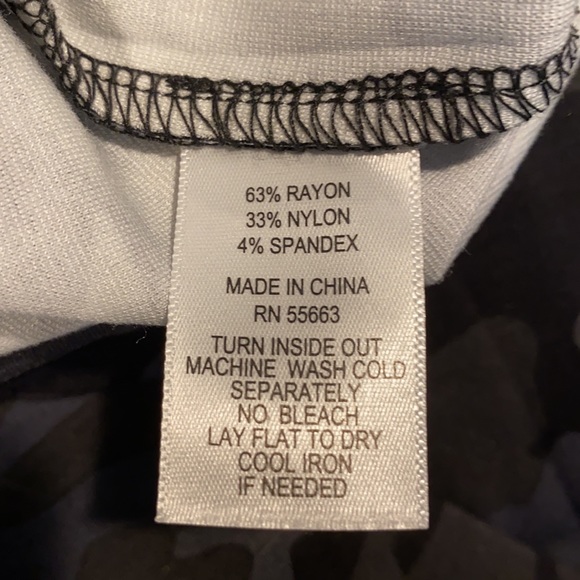 63% RAYON
33% NYLON
4% SPANDEX
MADE IN CHINA
RN 55663
TURN INSIDE OUT
MACHINE WASH COLD
SEPARATELY
NO BLEACH
LAY FLAT TO DRY
COOL IRON
IF NEEDED